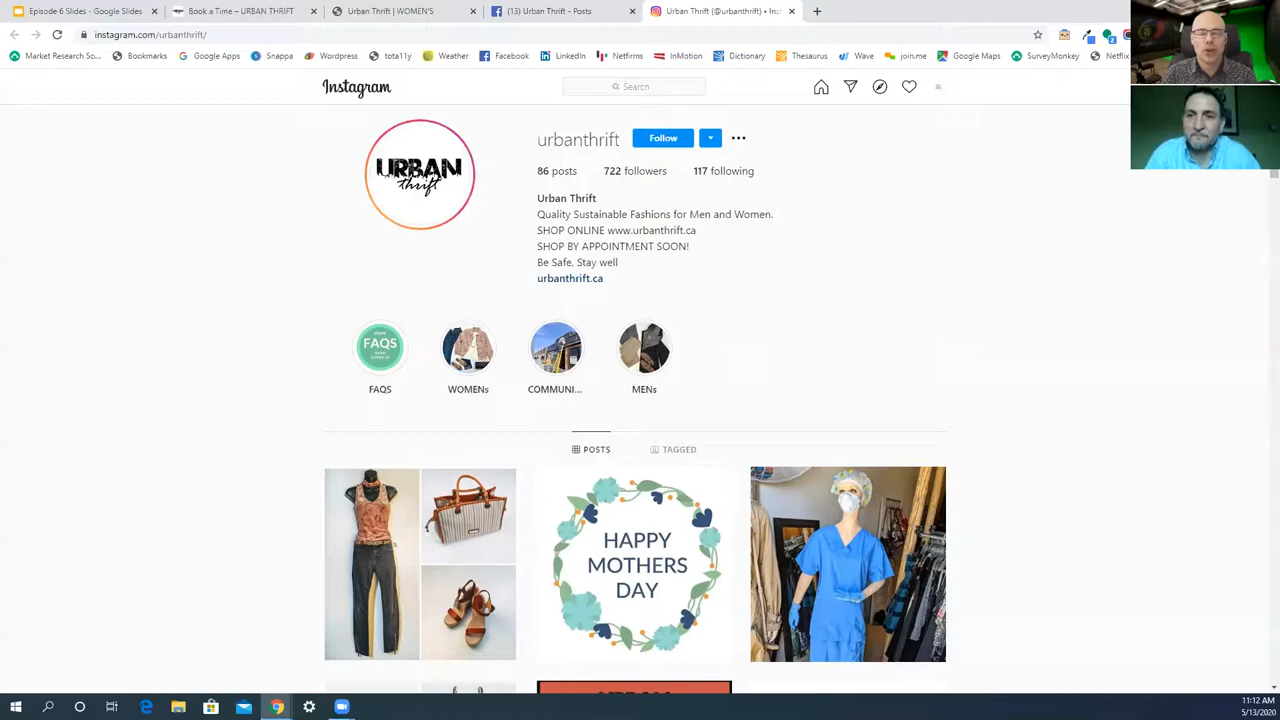 Episode 6 Slides - Google Slides
Book a Time – URBAN THRIFT
Urban Thrift | WOMEN'S
(13) Urban Thrift - Posts
Urban Thrift (@urbanthrift) • Ins
instagram.com/urbanthrift/
Market Research So...
Bookmarks
Google Apps
Snappa
Wordpress
tota11y
Weather
Facebook
LinkedIn
Netfirms
InMotion
Dictionary
Thesaurus
Wave
join.me
Google Maps
SurveyMonkey
Netflix
Instagram
Search
URBAN
thrift
urbanthrift
Follow
86 posts
722 followers
117 following
Urban Thrift
Quality Sustainable Fashions for Men and Women.
SHOP ONLINE www.urbanthrift.ca
SHOP BY APPOINTMENT SOON!
Be Safe, Stay well
urbanthrift.ca
FAQS
FAQS
WOMENs
COMMUNI...
MENs
POSTS
TAGGED
HAPPY
MOTHERS
DAY
11:12 AM
5/13/2020